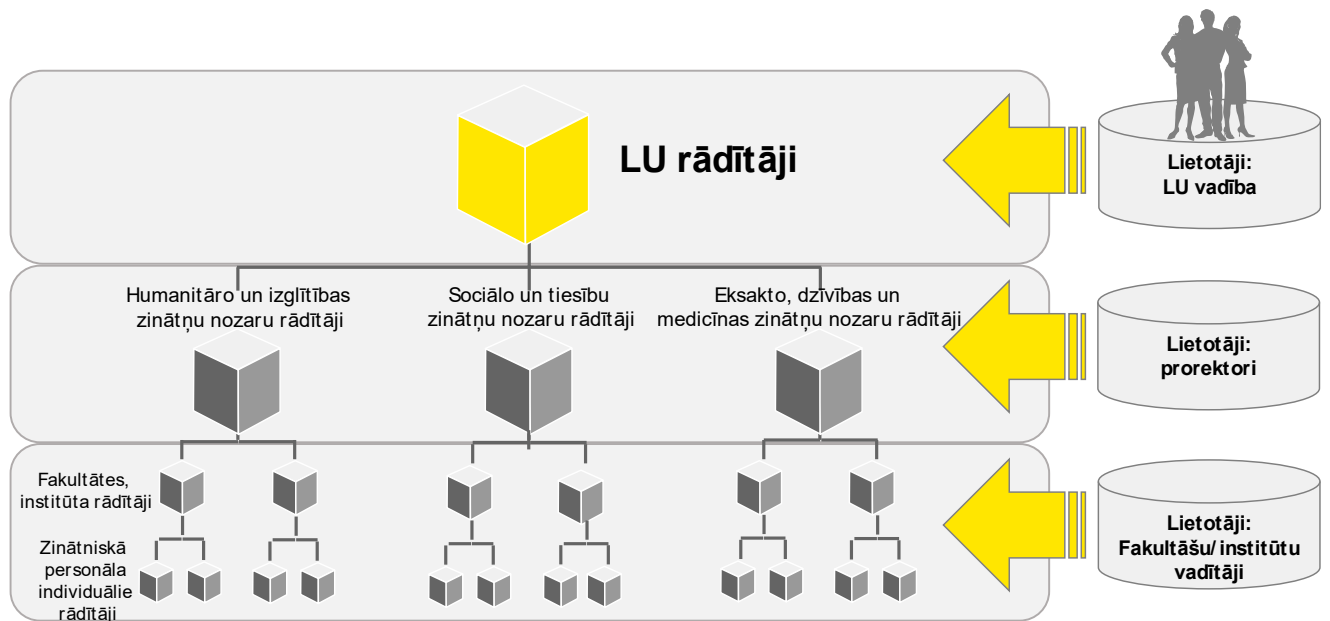 LU rādītāji
Lietotāji:
LU vadība
Humanitāro un izglītības
zinātņu nozaru rādītāji
Sociālo un tiesību
zinātņu nozaru rādītāji
Eksakto, dzīvības un
medicīnas zinātņu nozaru rādītāji
Lietotāji:
prorektori
Fakultātes,
institūta rādītāji
Zinātniskā
personāla
individuālie
rādītāji
Lietotāji:
Fakultāšu/ institūtu
vadītāji